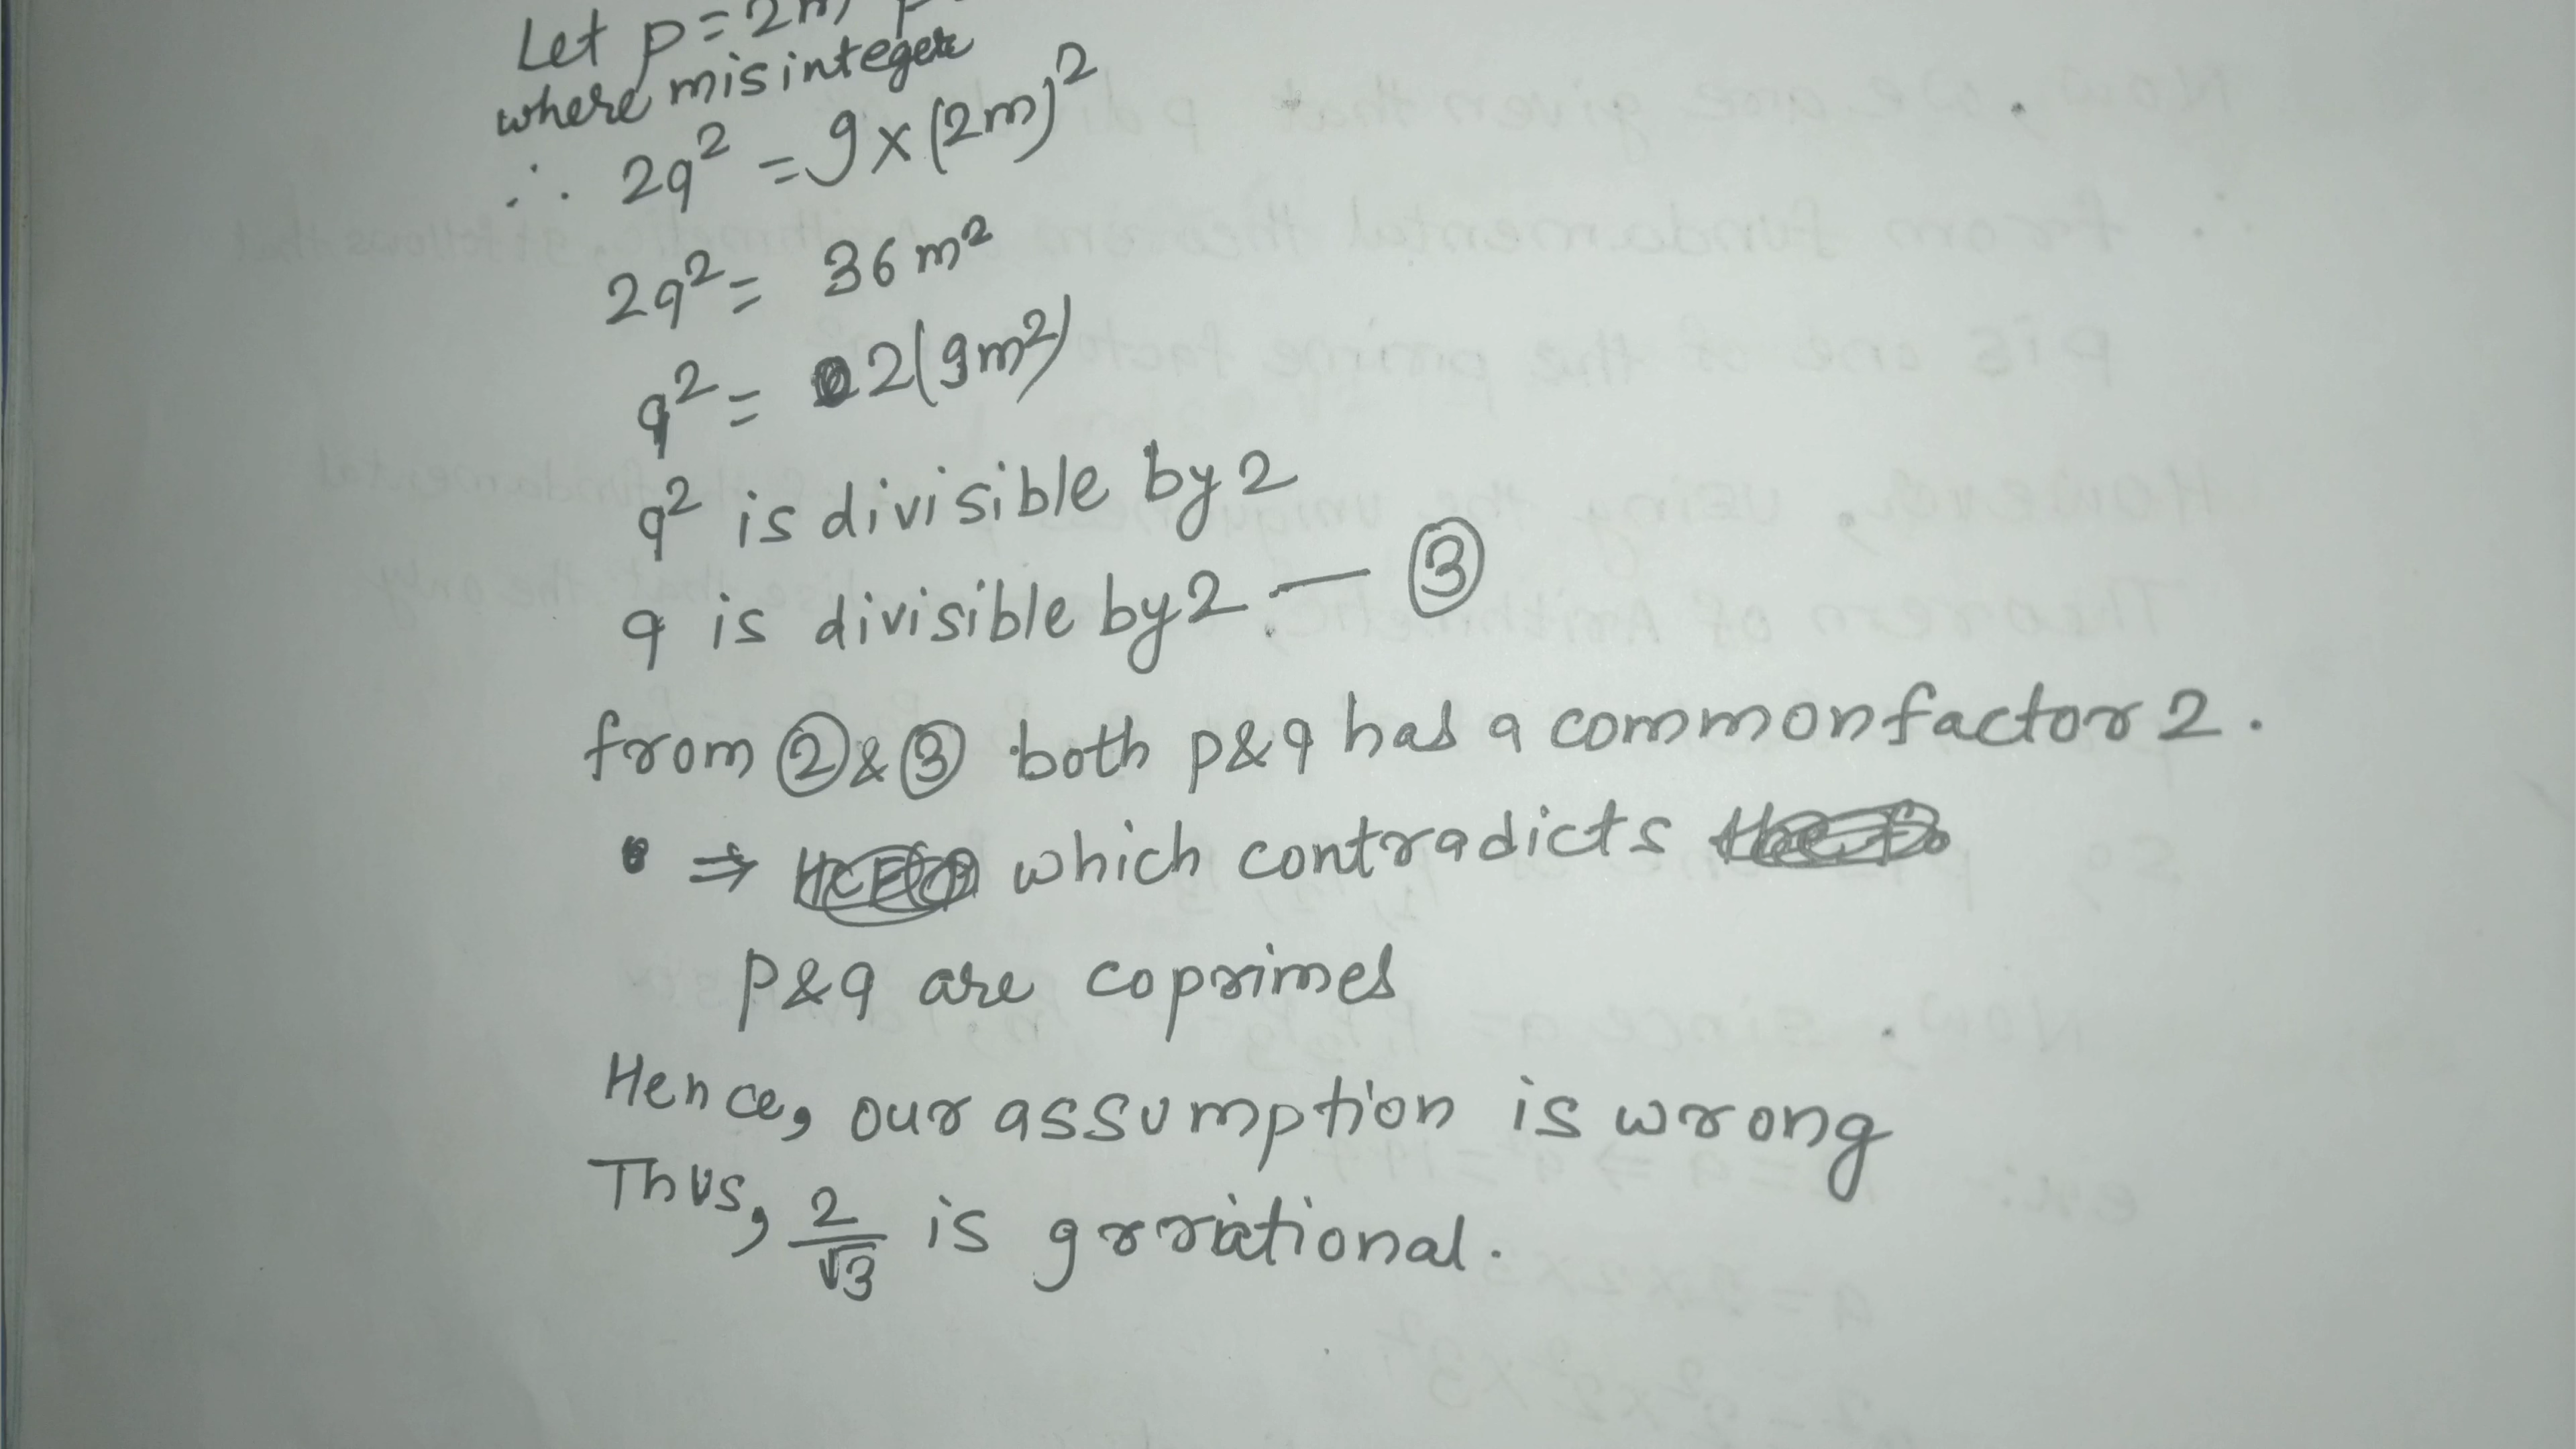 Let p=2m,
where m is integer
∴ 2q² = 9×(2m)²
2q² = 36m²
q² = 2(9m²)
q² is divisible by 2
q is divisible by 2 — ③
from ② & ③ both p&q has a common factor 2.
⇒ which contradicts
p&q are coprimes
Hence, our assumption is wrong
Thus, 2/√3 is irrational.